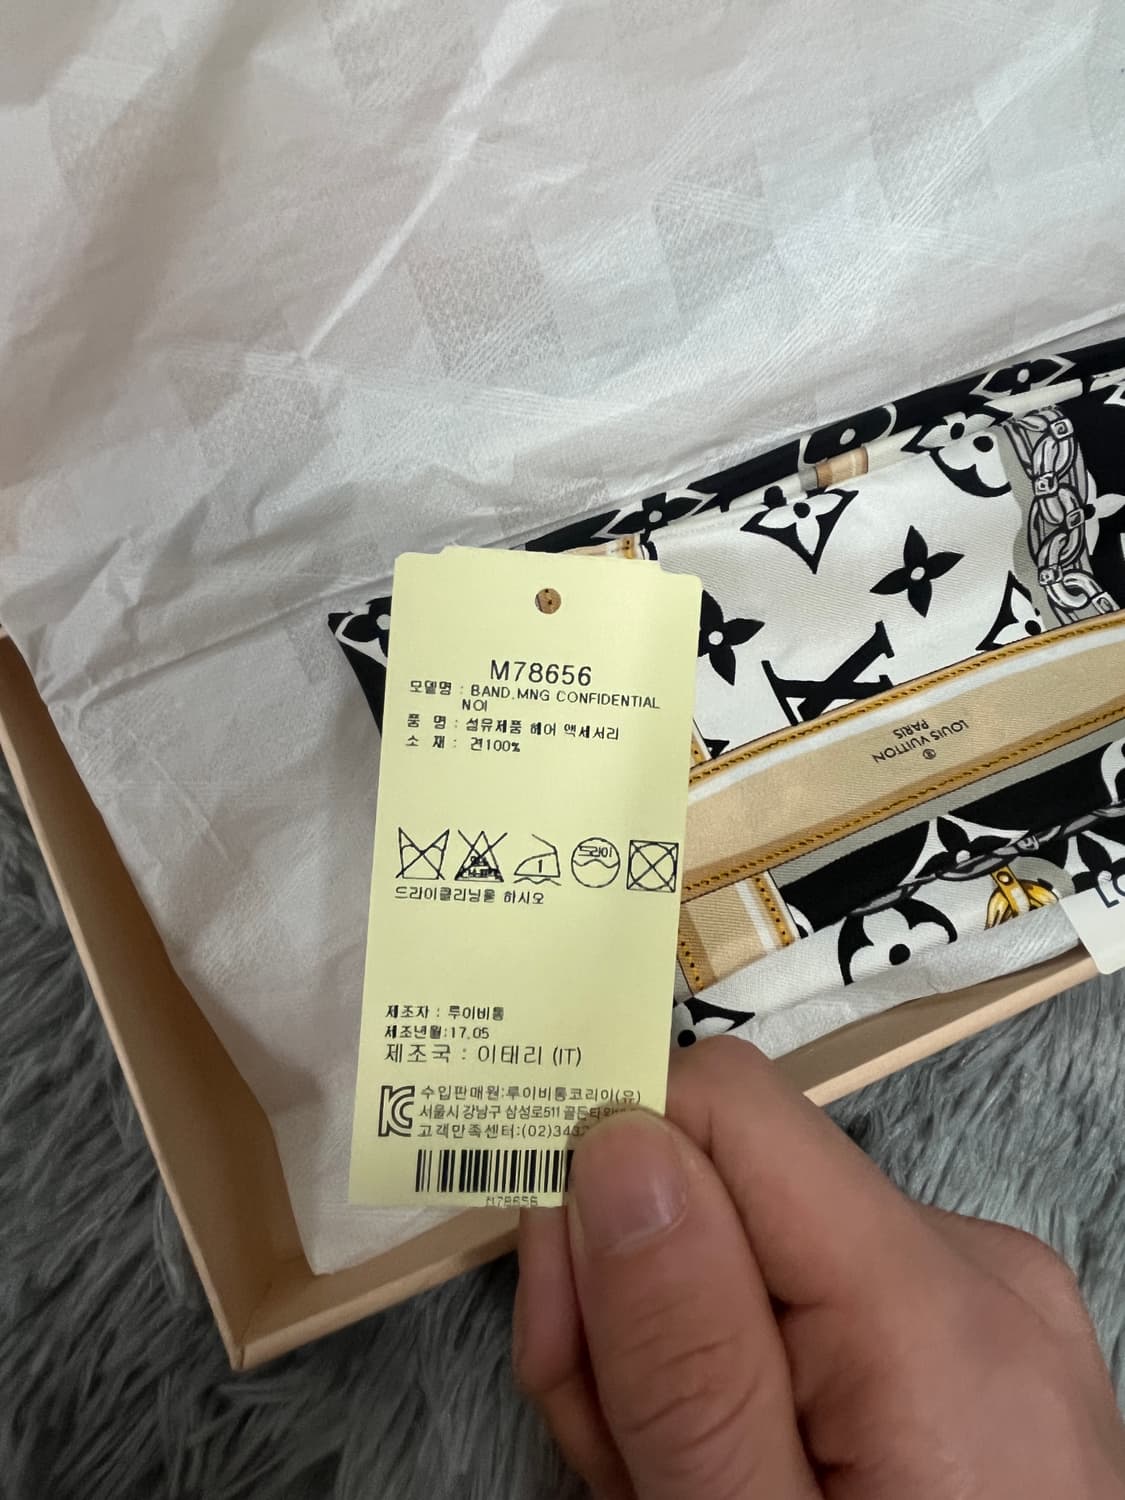 M78656
모델명 : BAND.MNG CONFIDENTIAL
NOI
품 명 : 섬유제품 헤어 액세서리
소 재 : 견100%
드라이
드라이클리닝을 하시오
제조자 : 루이비통
제조년월:17.05
제조국 : 이태리 (IT)
수입판매원:루이비통코리아(유)
서울시 강남구 삼성로511 골든타워
고객만족센터:(02)343
M78656
LOUIS VUITTON
PARIS
LO